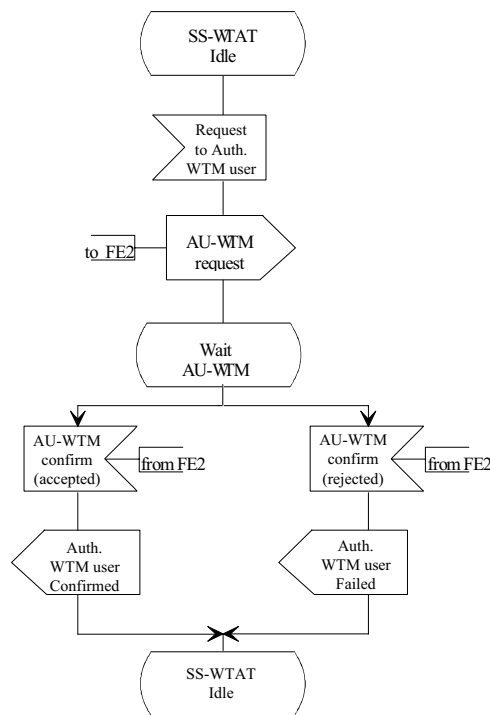 SS-WTAT
Idle
Request
to Auth.
WTM user
to FE2
AU-WTM
request
Wait
AU-WTM
AU-WTM
confirm
(accepted)
from FE2
AU-WTM
confirm
(rejected)
from FE2
Auth.
WTM user
Confirmed
Auth.
WTM user
Failed
SS-WTAT
Idle